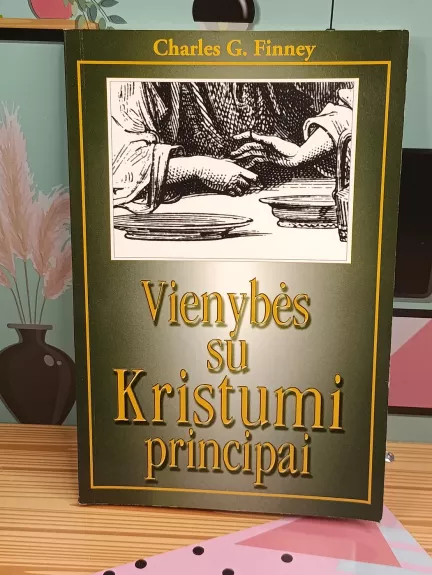 Charles G. Finney
Vienybės
su
Kristumi
principai